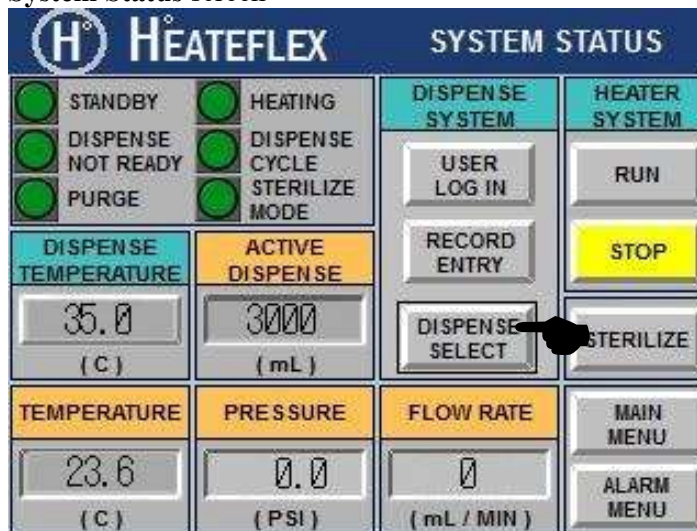 System Status screen
H° HEATEFLEX SYSTEM STATUS
STANDBY
HEATING
DISPENSE
NOT READY
DISPENSE
CYCLE
PURGE
STERILIZE
MODE
DISPENSE
SYSTEM
HEATER
SYSTEM
USER
LOG IN
RUN
RECORD
ENTRY
STOP
DISPENSE
SELECT
STERILIZE
DISPENSE
TEMPERATURE
ACTIVE
DISPENSE
35.0
(C)
3000
(mL)
TEMPERATURE
PRESSURE
FLOW RATE
23.6
(C)
0.0
(PSI)
0
(mL / MIN)
MAIN
MENU
ALARM
MENU